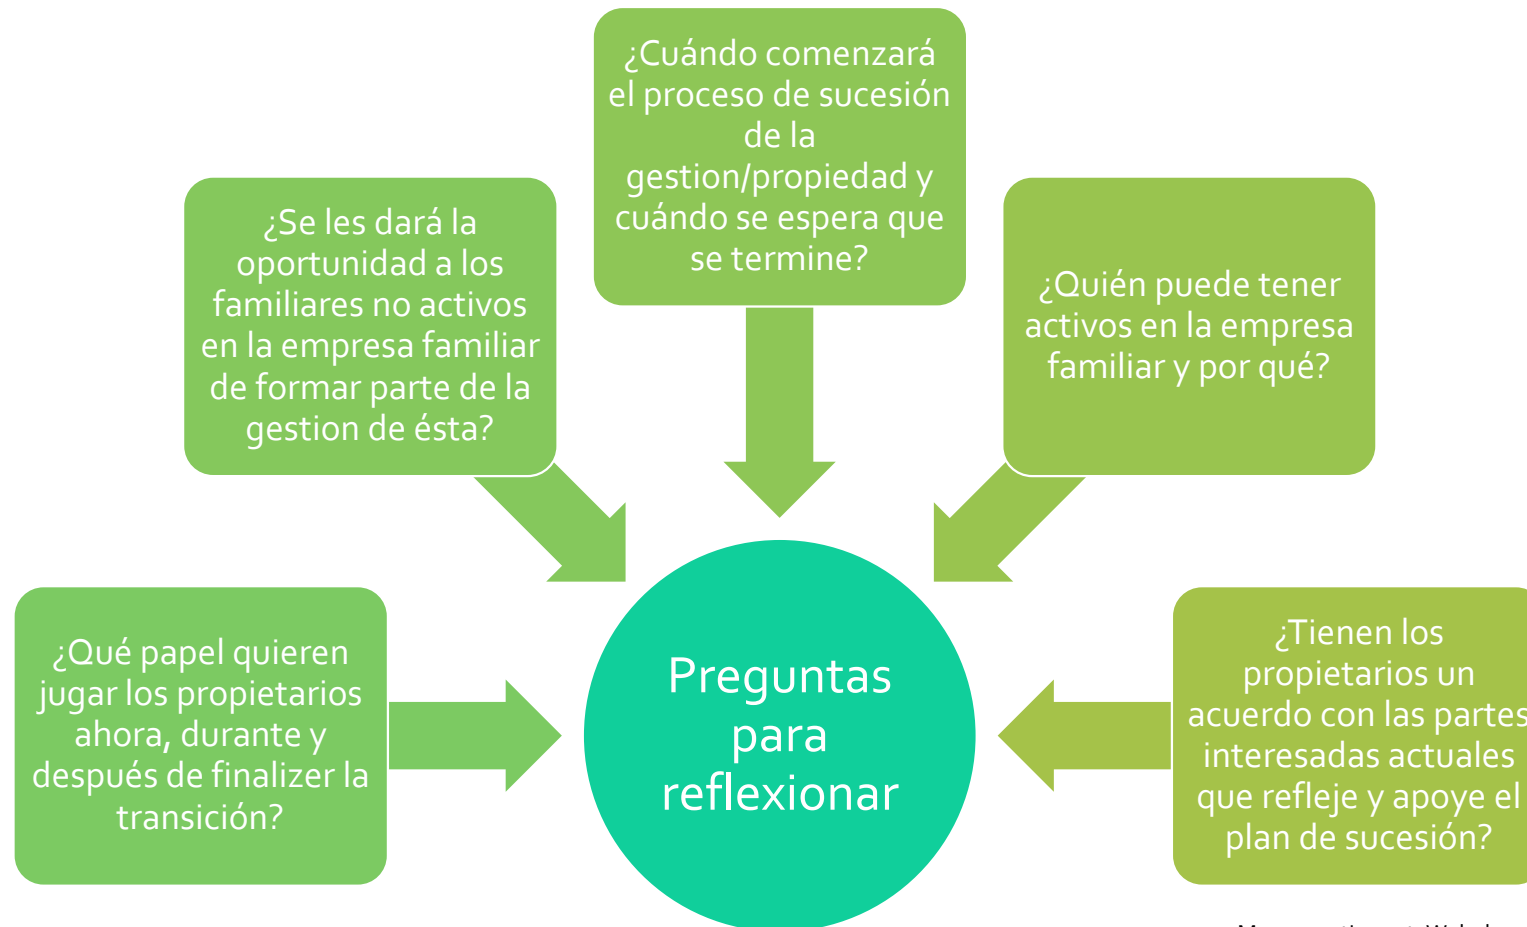 ¿Cuándo comenzará
el proceso de sucesión
de la
gestion/propiedad y
cuándo se espera que
se termine?
¿Se les dará la
oportunidad a los
familiares no activos
en la empresa familiar
de formar parte de la
gestion de ésta?
¿Quién puede tener
activos en la empresa
familiar y por qué?
¿Qué papel quieren
jugar los propietarios
ahora, durante y
después de finalizer la
transición?
Preguntas
para
reflexionar
¿Tienen los
propietarios un
acuerdo con las partes
interesadas actuales
que refleje y apoye el
plan de sucesión?